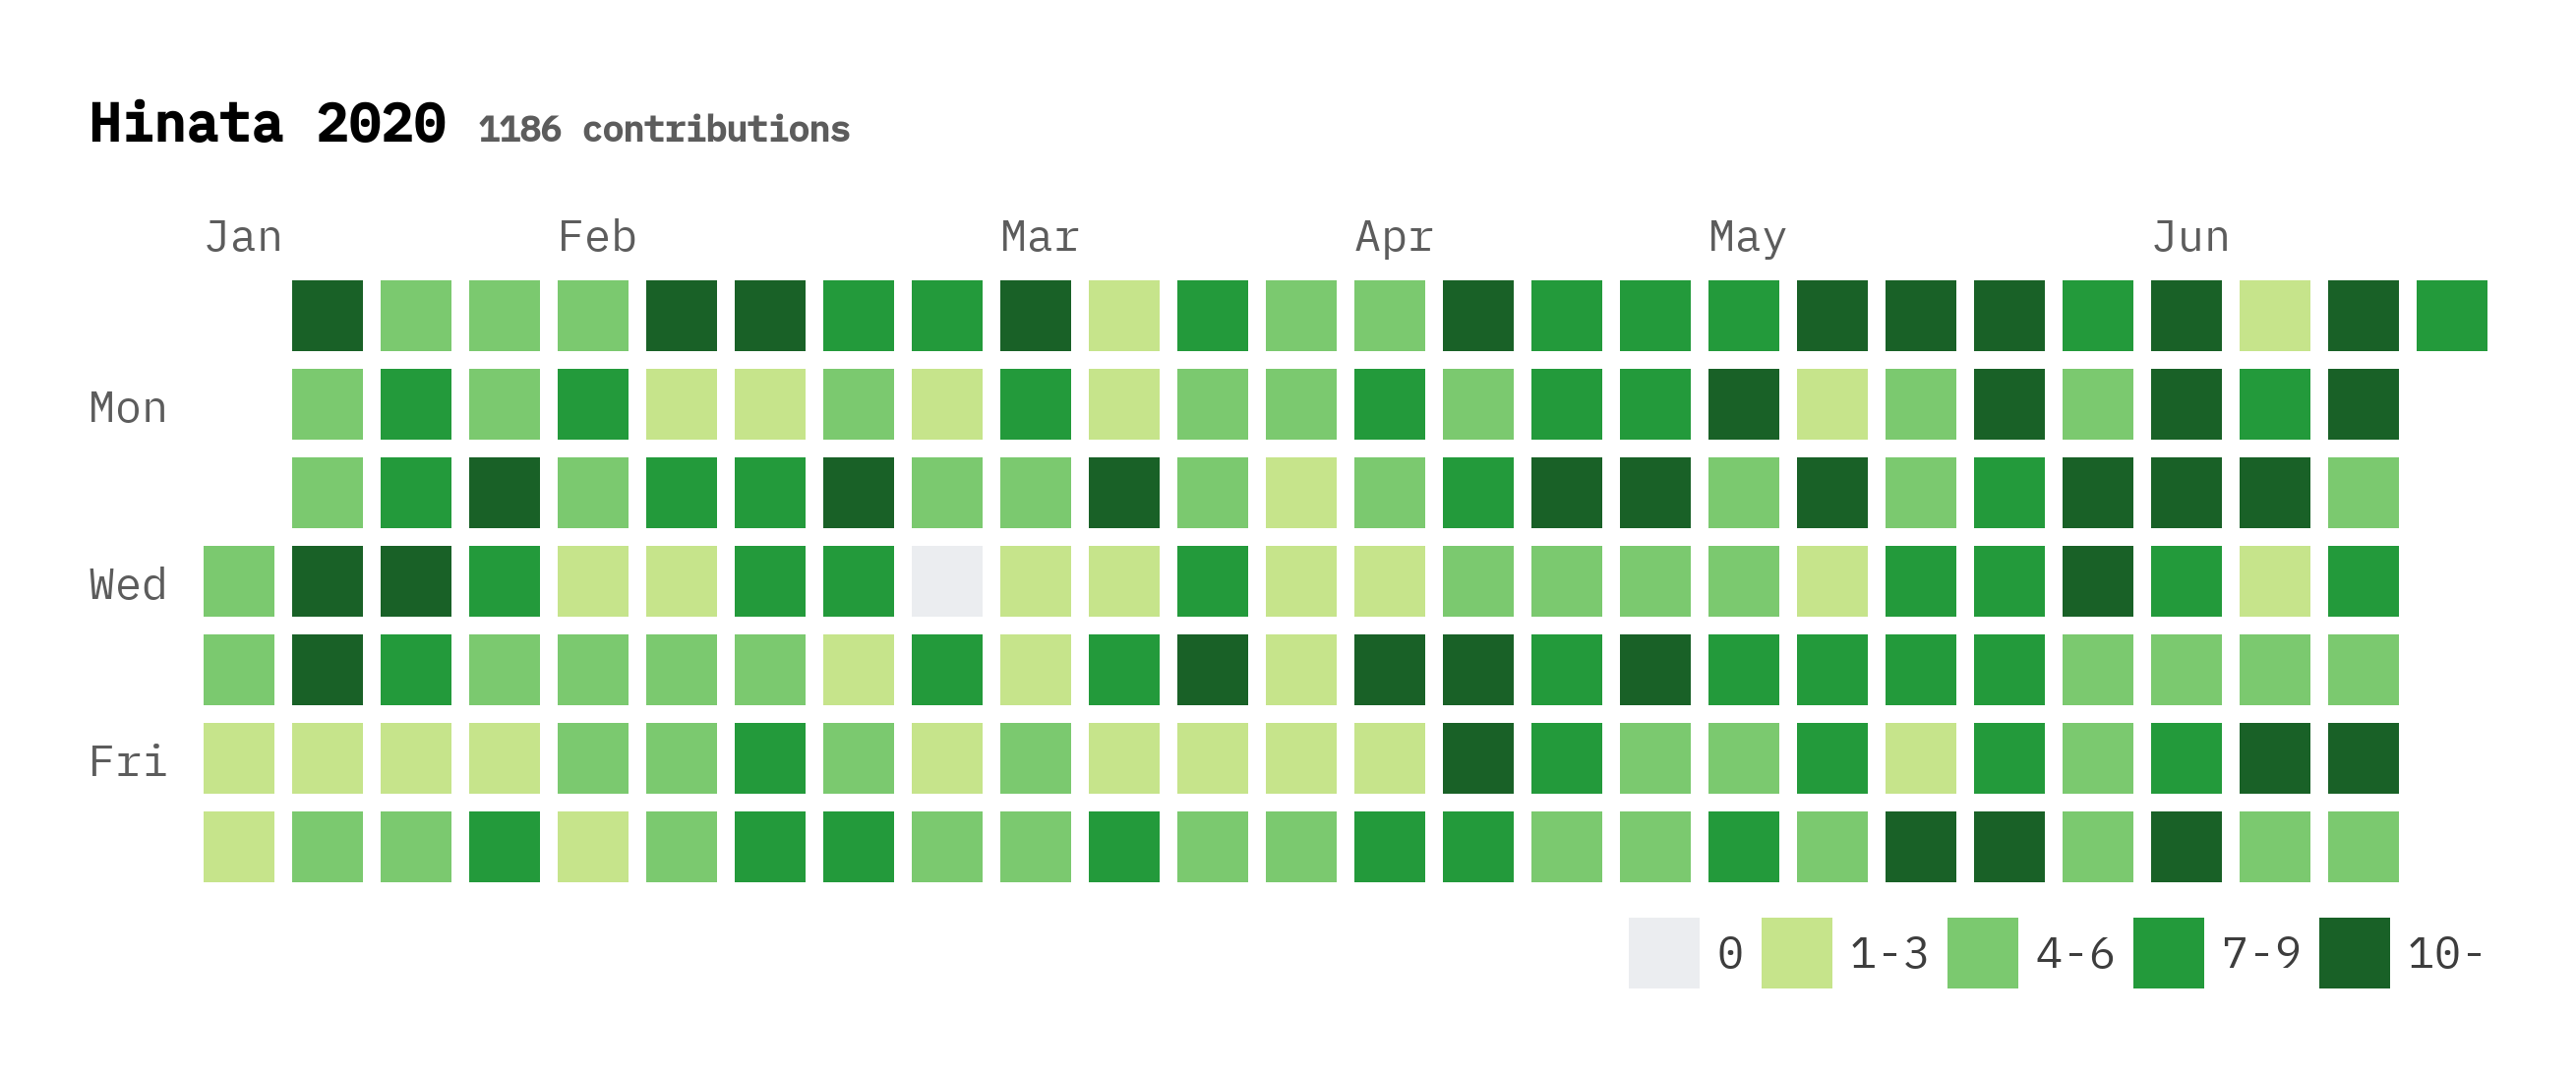 Hinata 2020 1186 contributions
Jan Feb Mar Apr May Jun
Mon
Wed
Fri
0 1-3 4-6 7-9 10-